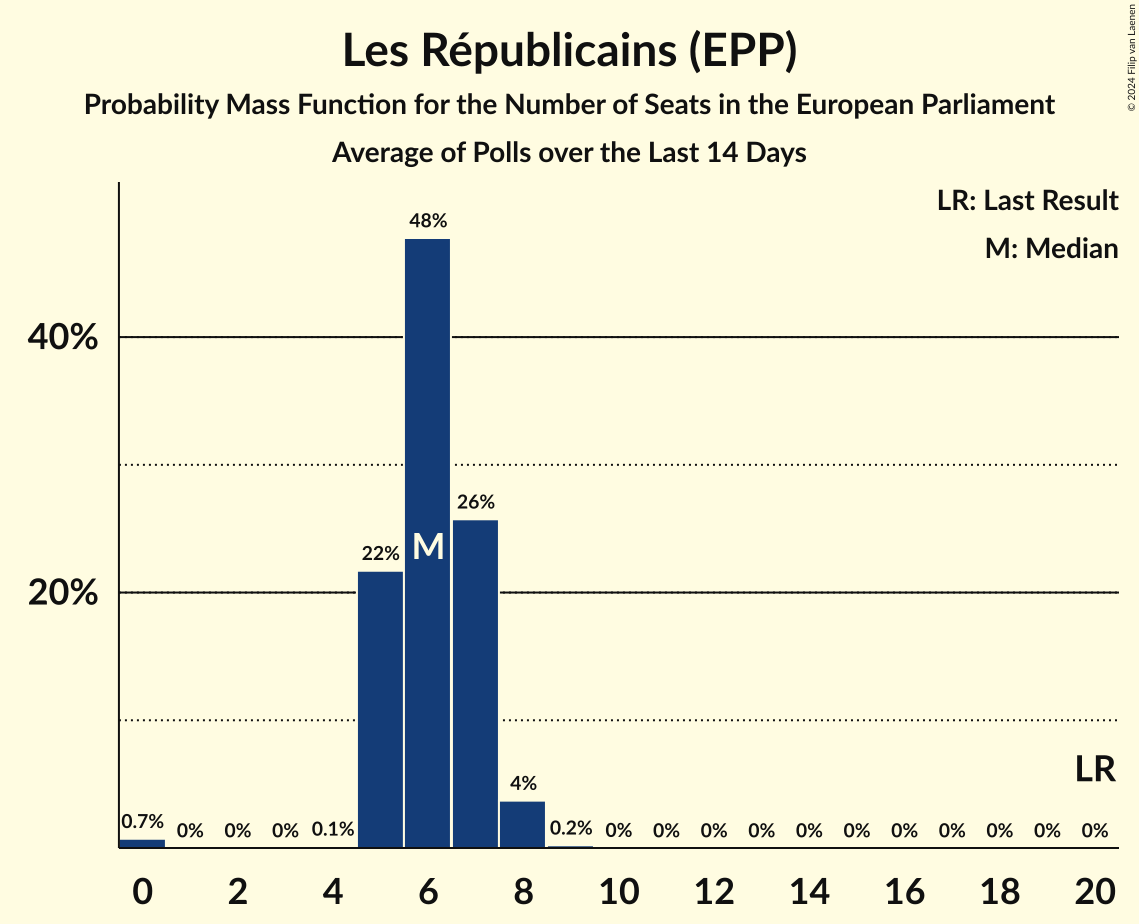 Les Républicains (EPP)
Probability Mass Function for the Number of Seats in the European Parliament
Average of Polls over the Last 14 Days
© 2024 Filip van Laenen
LR: Last Result
M: Median
48%
40%
26%
22%
M
20%
LR
4%
0.7% 0% 0% 0% 0.1% 0.2% 0% 0% 0% 0% 0% 0% 0% 0% 0% 0% 0%
0 2 4 6 8 10 12 14 16 18 20